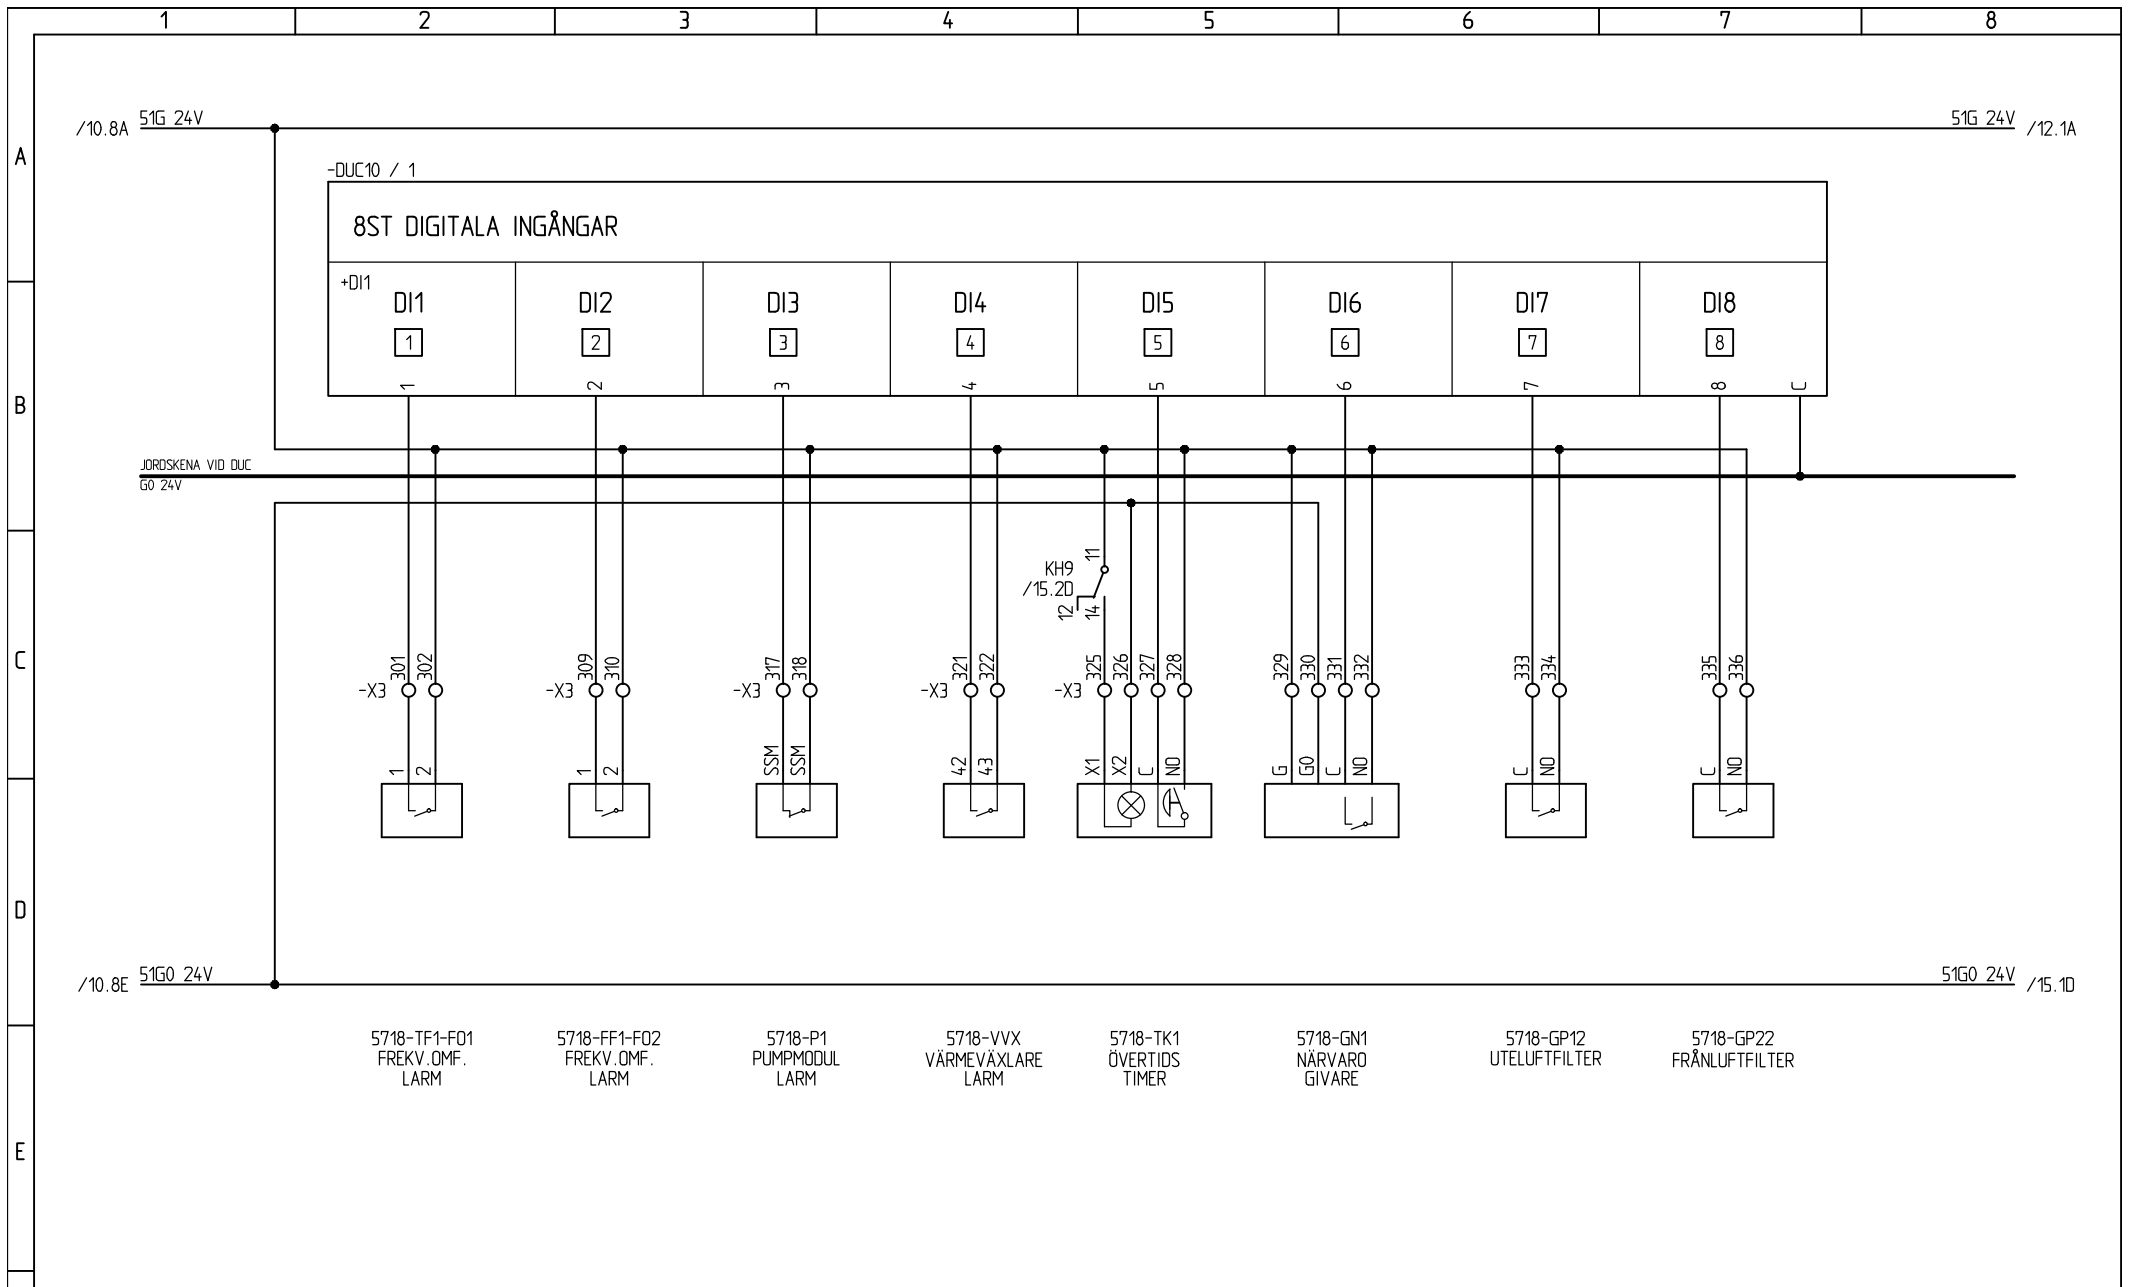 1 2 3 4 5 6 7 8
A
B
C
D
E
/10.8A 51G 24V
51G 24V /12.1A
-DUC10 / 1
8ST DIGITALA INGÅNGAR
+DI1
DI1 DI2 DI3 DI4 DI5 DI6 DI7 DI8
1 2 3 4 5 6 7 8
1 2 3 4 5 6 7 8 C
JORDSKENA VID DUC
G0 24V
KH9
/15.2D
11
12 14
-X3 301 302
-X3 309 310
-X3 317 318
-X3 321 322
-X3 325 326 327 328
329 330 331 332
333 334
335 336
1 2
1 2
SSM SSM
42 43
X1 X2 C NO
G G0 C NO
C NO
C NO
/10.8E 51G0 24V
51G0 24V /15.1D
5718-TF1-FO1
FREKV.OMF.
LARM
5718-FF1-FO2
FREKV.OMF.
LARM
5718-P1
PUMPMODUL
LARM
5718-VVX
VÄRMEVÄXLARE
LARM
5718-TK1
ÖVERTIDS
TIMER
5718-GN1
NÄRVARO
GIVARE
5718-GP12
UTELUFTFILTER
5718-GP22
FRÅNLUFTFILTER